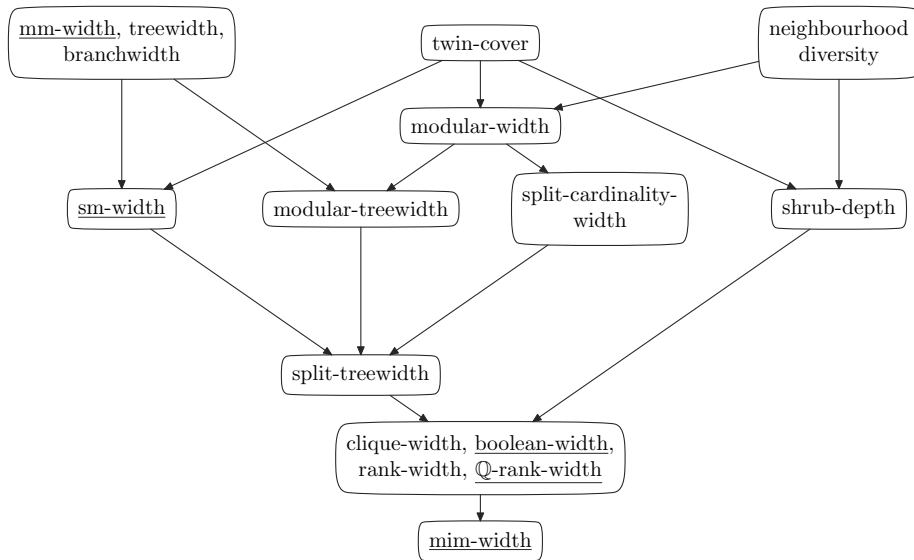 mm-width, treewidth,
branchwidth
twin-cover
neighbourhood
diversity
modular-width
sm-width
modular-treewidth
split-cardinality-
width
shrub-depth
split-treewidth
clique-width, boolean-width,
rank-width, ℚ-rank-width
mim-width